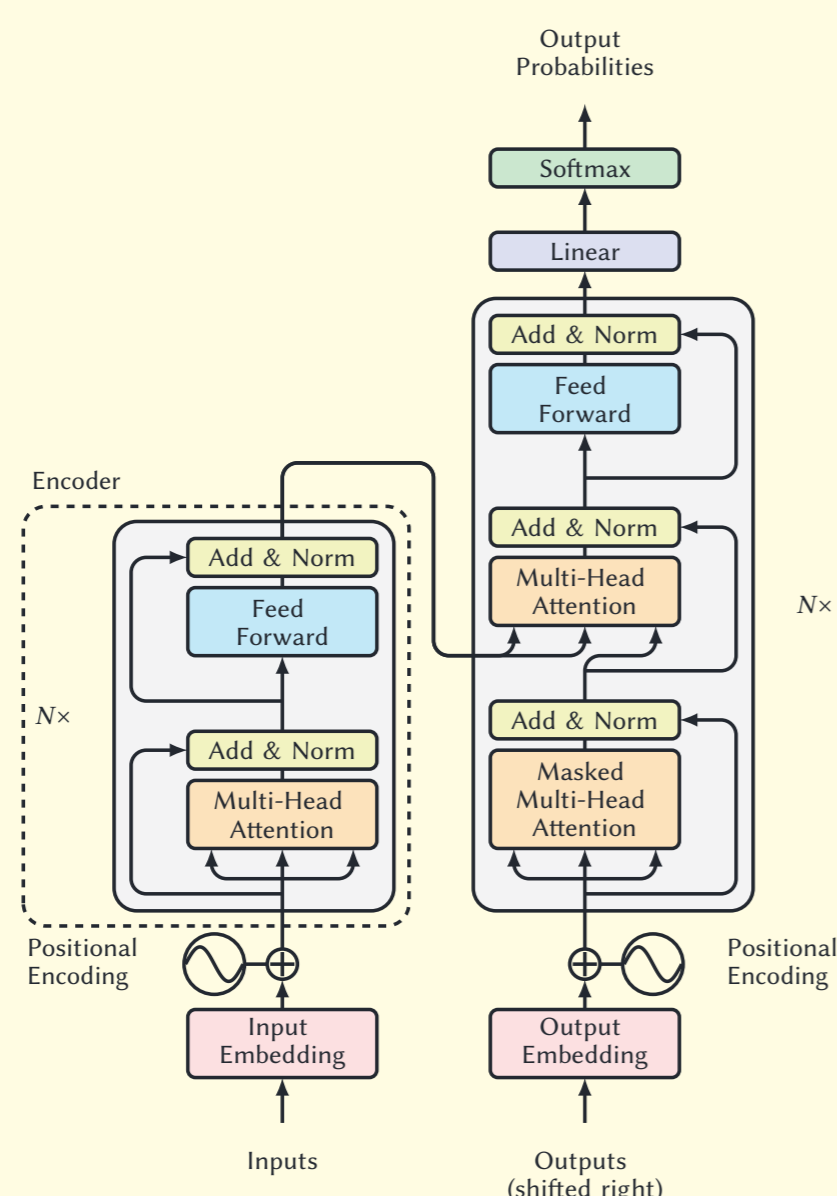 Output
Probabilities
Softmax
Linear
Add & Norm
Feed
Forward
Add & Norm
Multi-Head
Attention
N×
Add & Norm
Masked
Multi-Head
Attention
Encoder
Add & Norm
Feed
Forward
N×
Add & Norm
Multi-Head
Attention
Positional
Encoding
Positional
Encoding
Input
Embedding
Output
Embedding
Inputs
Outputs
(shifted right)